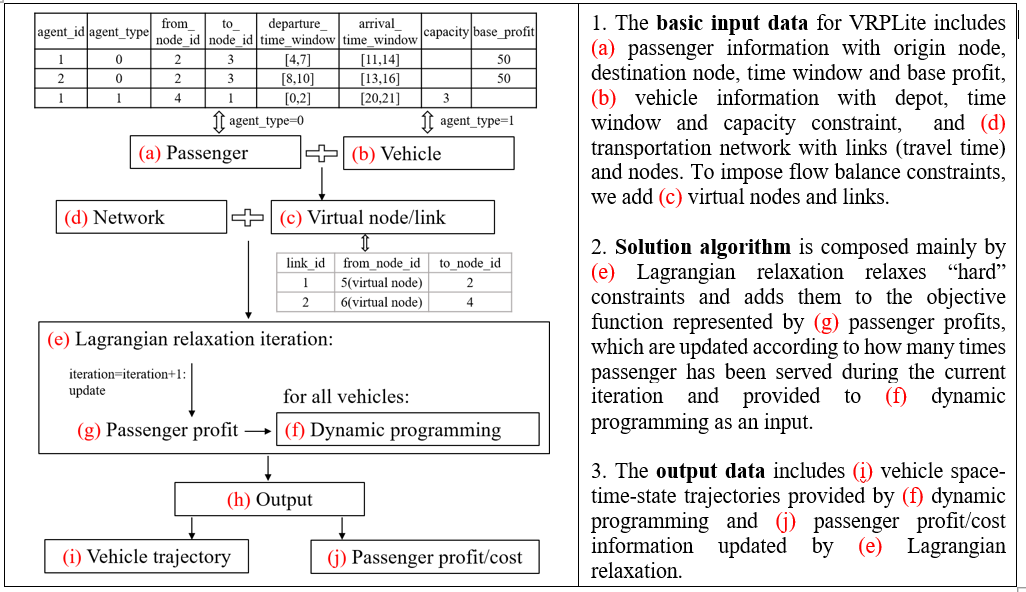 agent_id agent_type from_node_id to_node_id departure_time_window arrival_time_window capacity base_profit
1 0 2 3 [4,7] [11,14] 50
2 0 2 3 [8,10] [13,16] 50
1 1 4 1 [0,2] [20,21] 3
agent_type=0 agent_type=1
(a) Passenger (b) Vehicle
(d) Network (c) Virtual node/link
link_id from_node_id to_node_id
1 5(virtual node) 2
2 6(virtual node) 4
(e) Lagrangian relaxation iteration:
iteration=iteration+1:
update
for all vehicles:
(g) Passenger profit (f) Dynamic programming
(h) Output
(i) Vehicle trajectory (j) Passenger profit/cost
1. The basic input data for VRPLite includes
(a) passenger information with origin node,
destination node, time window and base profit,
(b) vehicle information with depot, time
window and capacity constraint, and (d)
transportation network with links (travel time)
and nodes. To impose flow balance constraints,
we add (c) virtual nodes and links.
2. Solution algorithm is composed mainly by
(e) Lagrangian relaxation relaxes “hard”
constraints and adds them to the objective
function represented by (g) passenger profits,
which are updated according to how many times
passenger has been served during the current
iteration and provided to (f) dynamic
programming as an input.
3. The output data includes (i) vehicle space-
time-state trajectories provided by (f) dynamic
programming and (j) passenger profit/cost
information updated by (e) Lagrangian
relaxation.